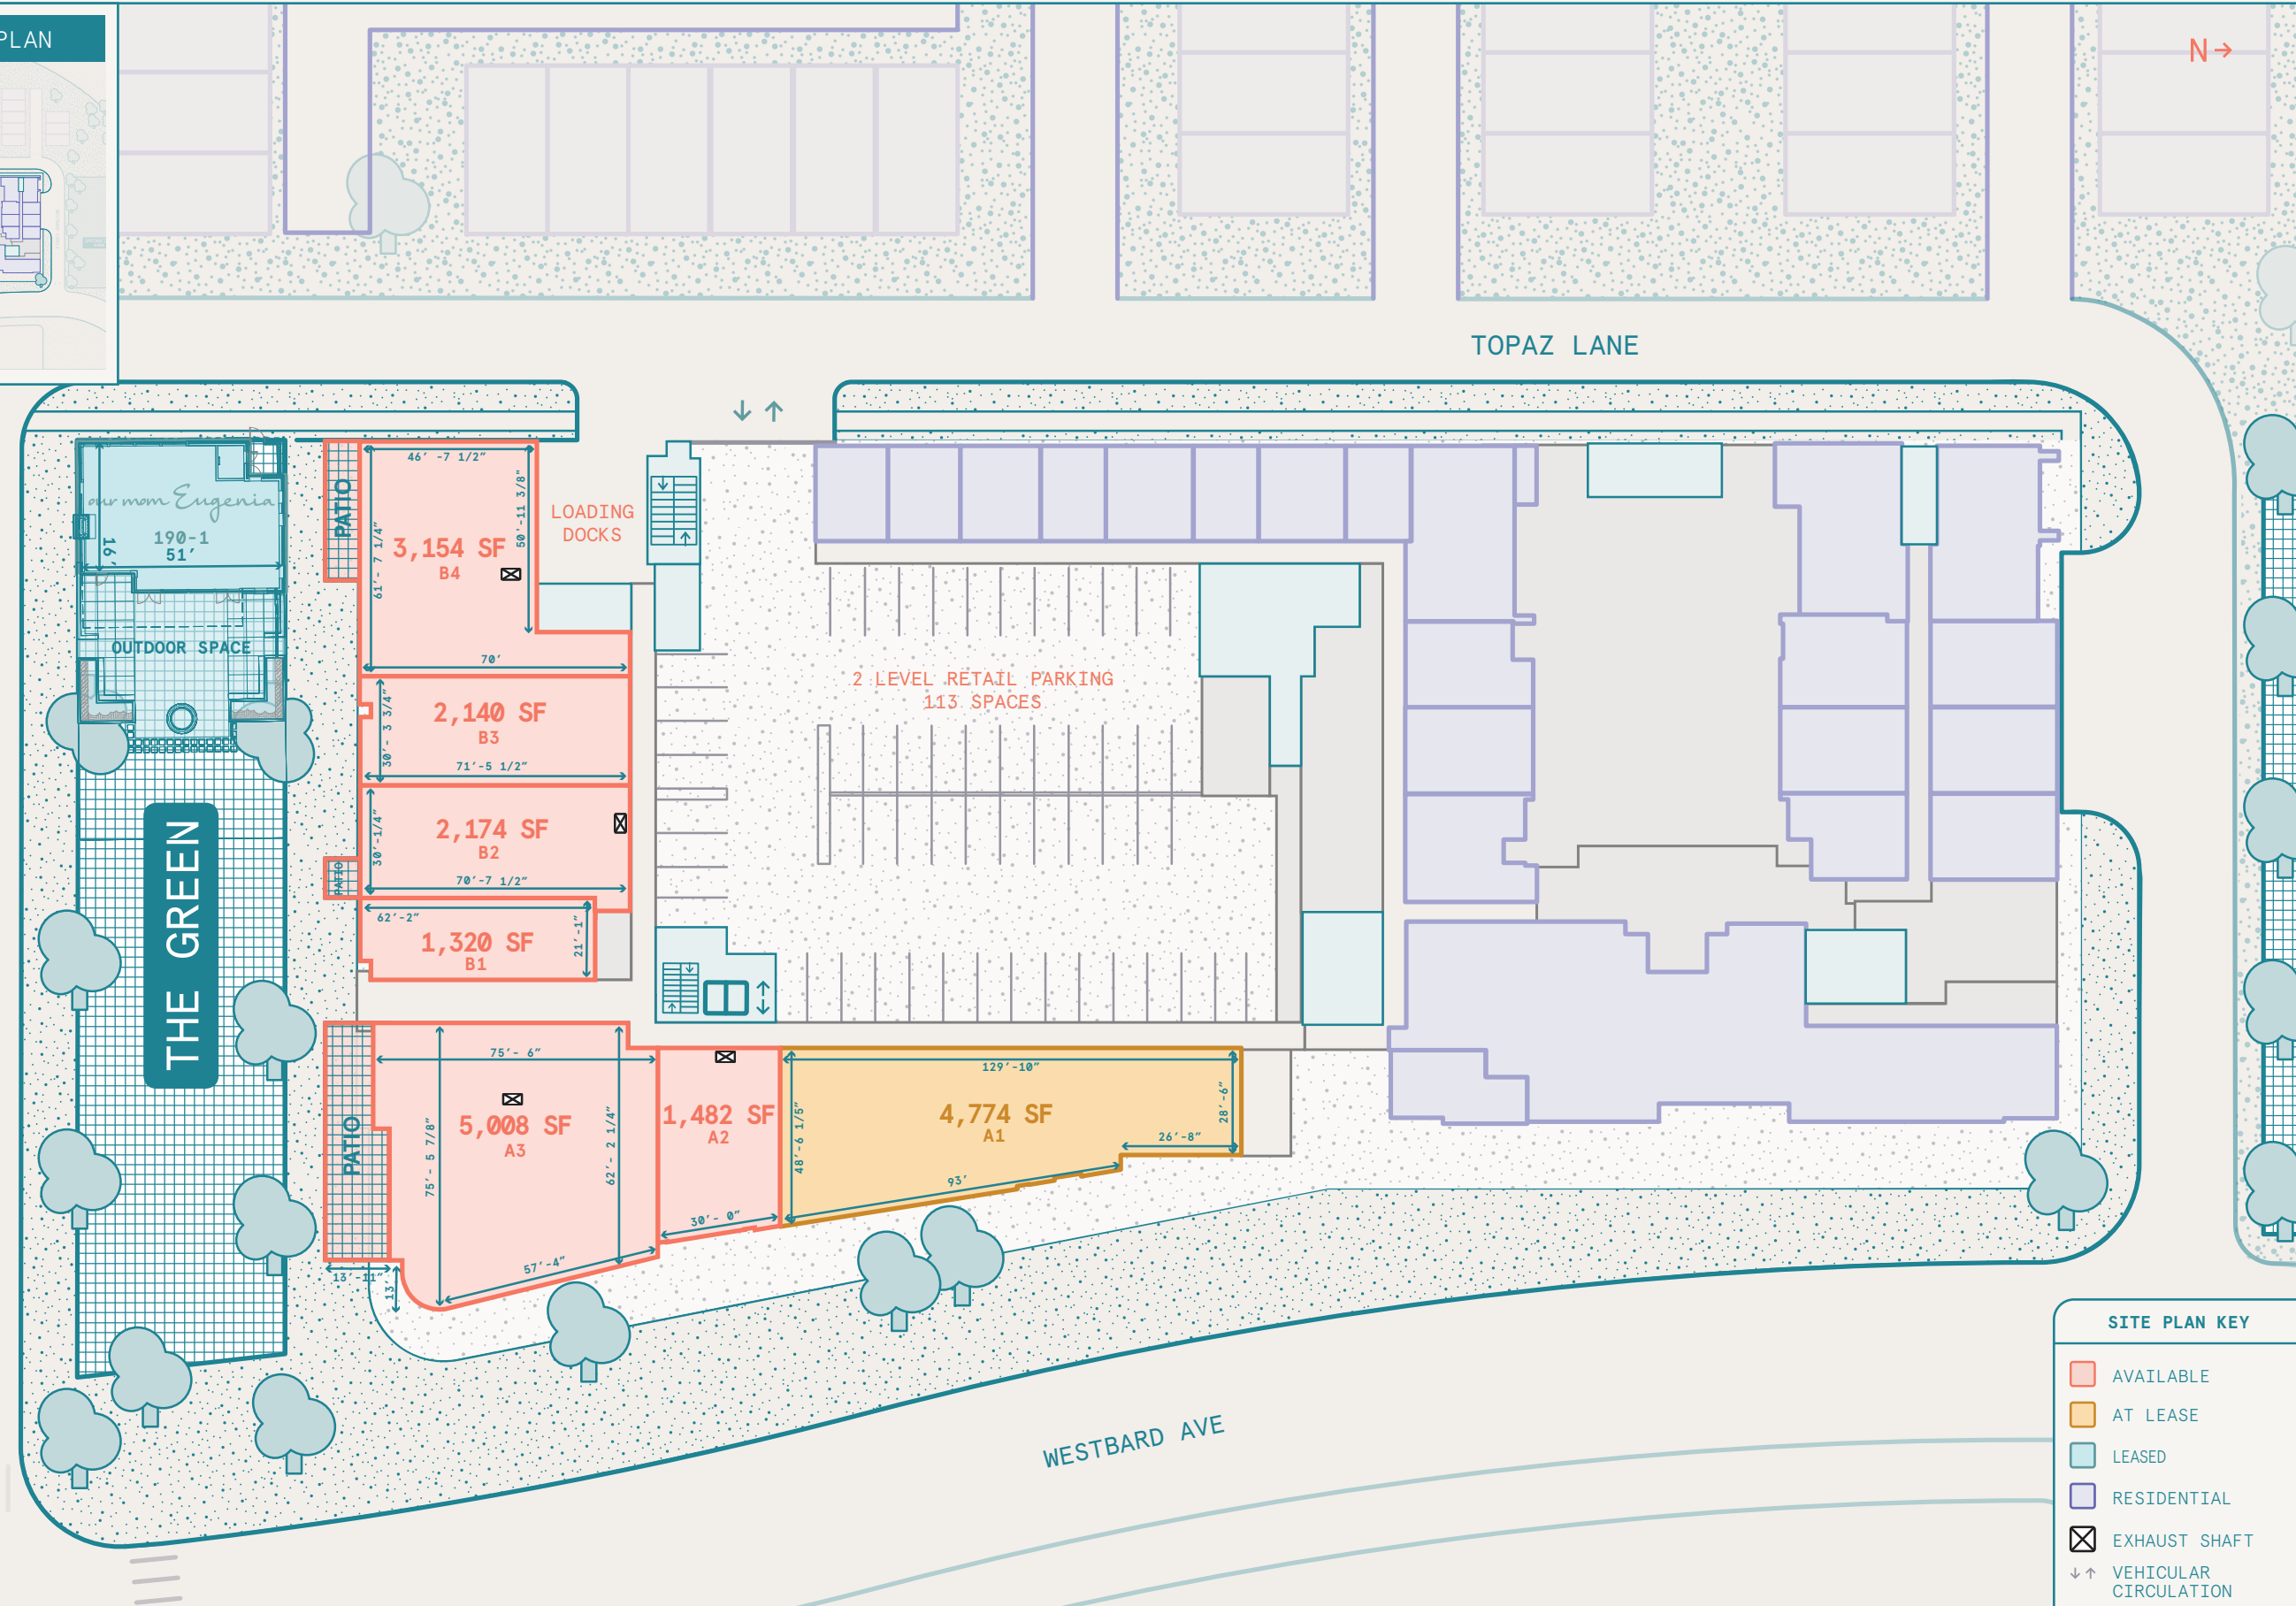 PLAN
N→
TOPAZ LANE
our mom Eugenia
190-1
51'
16'
OUTDOOR SPACE
THE GREEN
PATIO
46' -7 1/2"
50'-11 3/8"
61'- 7 1/4"
3,154 SF
B4
70'
LOADING
DOCKS
2,140 SF
B3
30'- 3 3/4"
71'-5 1/2"
2,174 SF
B2
30'-1/4"
70'-7 1/2"
PATIO
62'-2"
21'-1"
1,320 SF
B1
2 LEVEL RETAIL PARKING
113 SPACES
PATIO
75'- 6"
75'- 5 7/8"
62'- 2 1/4"
5,008 SF
A3
57'-4"
13'-11"
13'
1,482 SF
A2
30'- 0"
129'-10"
48'-6 1/5"
28'-6"
4,774 SF
A1
26'-8"
93'
WESTBARD AVE
SITE PLAN KEY
AVAILABLE
AT LEASE
LEASED
RESIDENTIAL
EXHAUST SHAFT
VEHICULAR
CIRCULATION